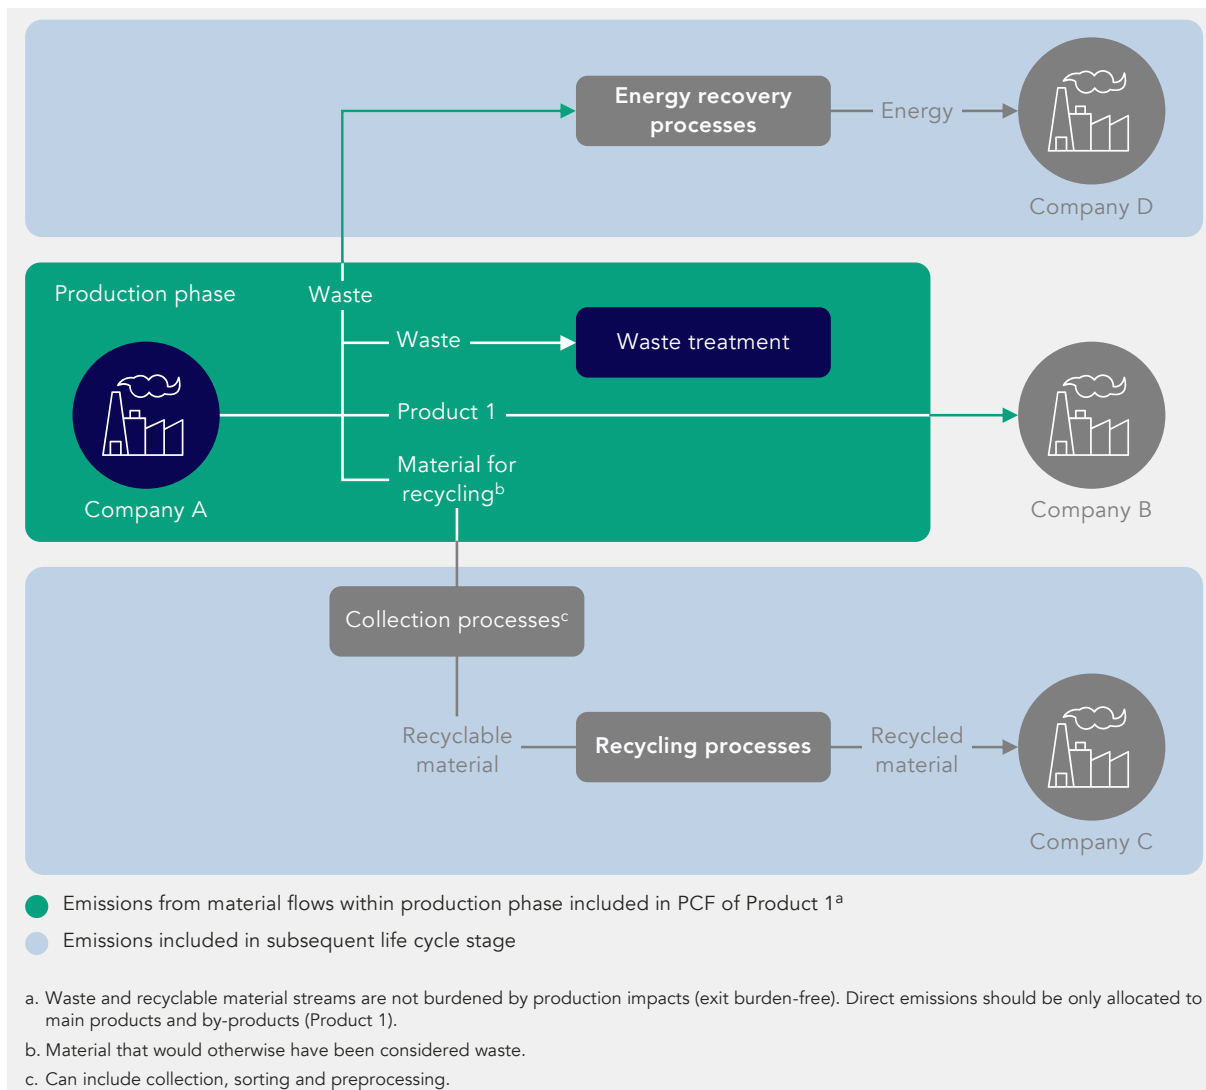 Energy recovery
processes
Energy
Company D
Production phase
Waste
Waste
Waste treatment
Product 1
Material for
recyclingᵇ
Company A
Company B
Collection processesᶜ
Recyclable
material
Recycling processes
Recycled
material
Company C
Emissions from material flows within production phase included in PCF of Product 1ᵃ
Emissions included in subsequent life cycle stage
a. Waste and recyclable material streams are not burdened by production impacts (exit burden-free). Direct emissions should be only allocated to
main products and by-products (Product 1).
b. Material that would otherwise have been considered waste.
c. Can include collection, sorting and preprocessing.